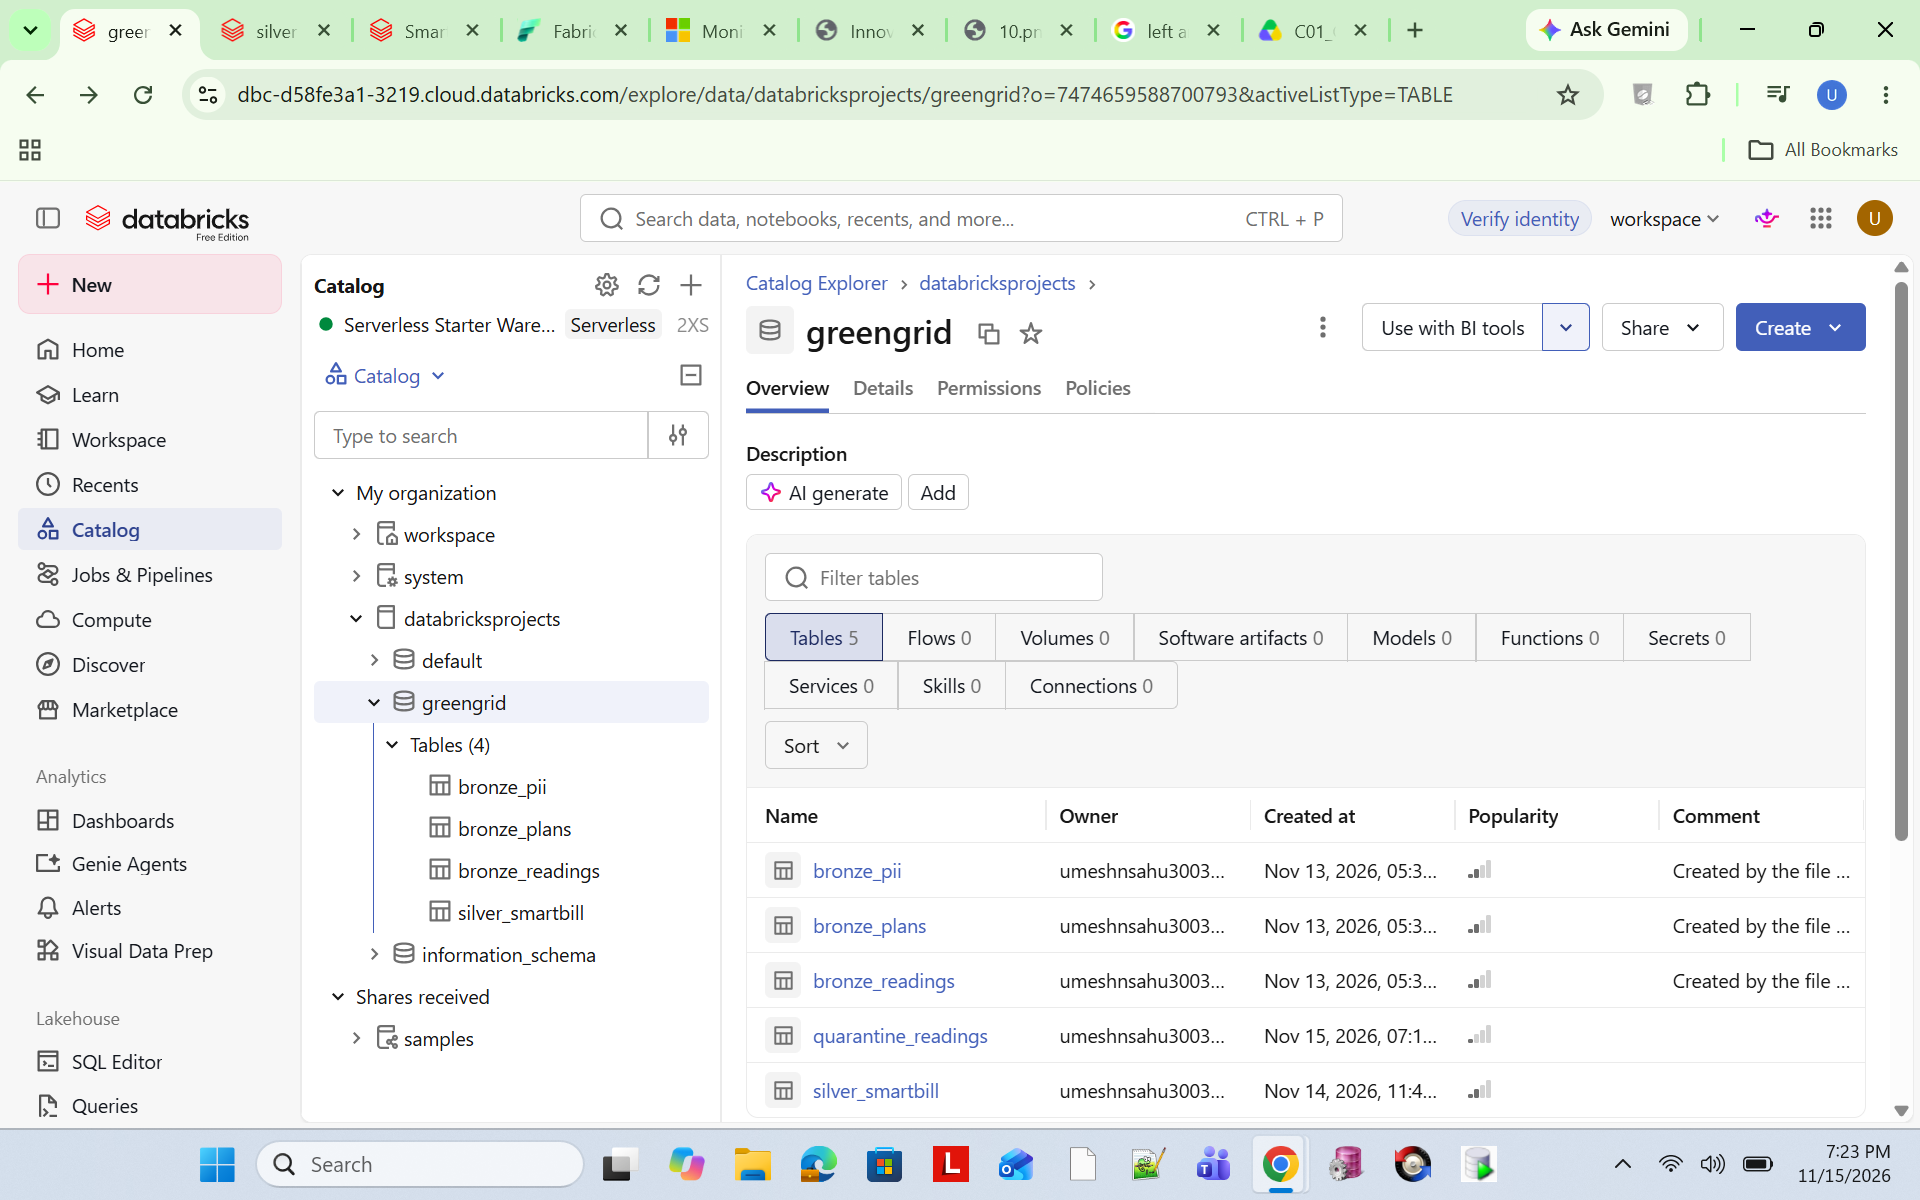 greer
silver
Smar
Fabric
Moni
Innov
10.pn
left a
C01_
Ask Gemini
dbc-d58fe3a1-3219.cloud.databricks.com/explore/data/databricksprojects/greengrid?o=7474659588700793&activeListType=TABLE
U
All Bookmarks
databricks
Free Edition
Search data, notebooks, recents, and more...
CTRL + P
Verify identity
workspace
U
New
Home
Learn
Workspace
Recents
Catalog
Jobs & Pipelines
Compute
Discover
Marketplace
Analytics
Dashboards
Genie Agents
Alerts
Visual Data Prep
Lakehouse
SQL Editor
Queries
Catalog
Serverless Starter Ware...
Serverless
2XS
Catalog
Type to search
My organization
workspace
system
databricksprojects
default
greengrid
Tables (4)
bronze_pii
bronze_plans
bronze_readings
silver_smartbill
information_schema
Shares received
samples
Catalog Explorer
databricksprojects
greengrid
Use with BI tools
Share
Create
Overview
Details
Permissions
Policies
Description
AI generate
Add
Filter tables
Tables 5
Flows 0
Volumes 0
Software artifacts 0
Models 0
Functions 0
Secrets 0
Services 0
Skills 0
Connections 0
Sort
Name Owner Created at Popularity Comment
bronze_pii umeshnsahu3003... Nov 13, 2026, 05:3... Created by the file ...
bronze_plans umeshnsahu3003... Nov 13, 2026, 05:3... Created by the file ...
bronze_readings umeshnsahu3003... Nov 13, 2026, 05:3... Created by the file ...
quarantine_readings umeshnsahu3003... Nov 15, 2026, 07:1...
silver_smartbill umeshnsahu3003... Nov 14, 2026, 11:4...
Search
L
T
7:23 PM
11/15/2026